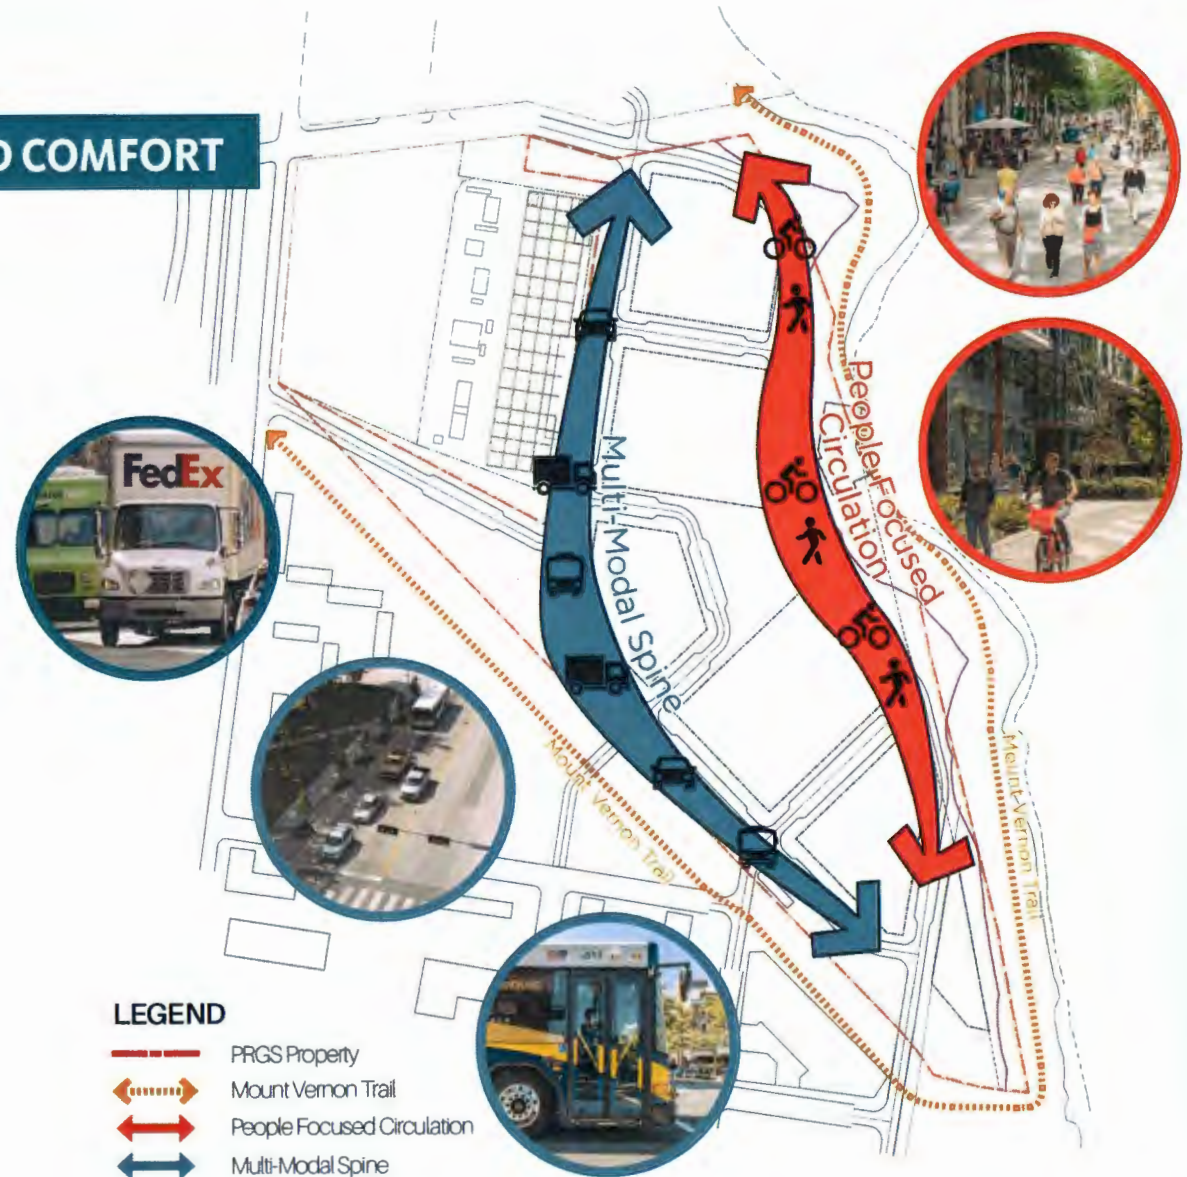 D COMFORT
FedEx
People Focused
Circulation
Multi-Modal Spine
Mount Vernon Trail
Mount Vernon Trail
LEGEND
PRGS Property
Mount Vernon Trail
People Focused Circulation
Multi-Modal Spine